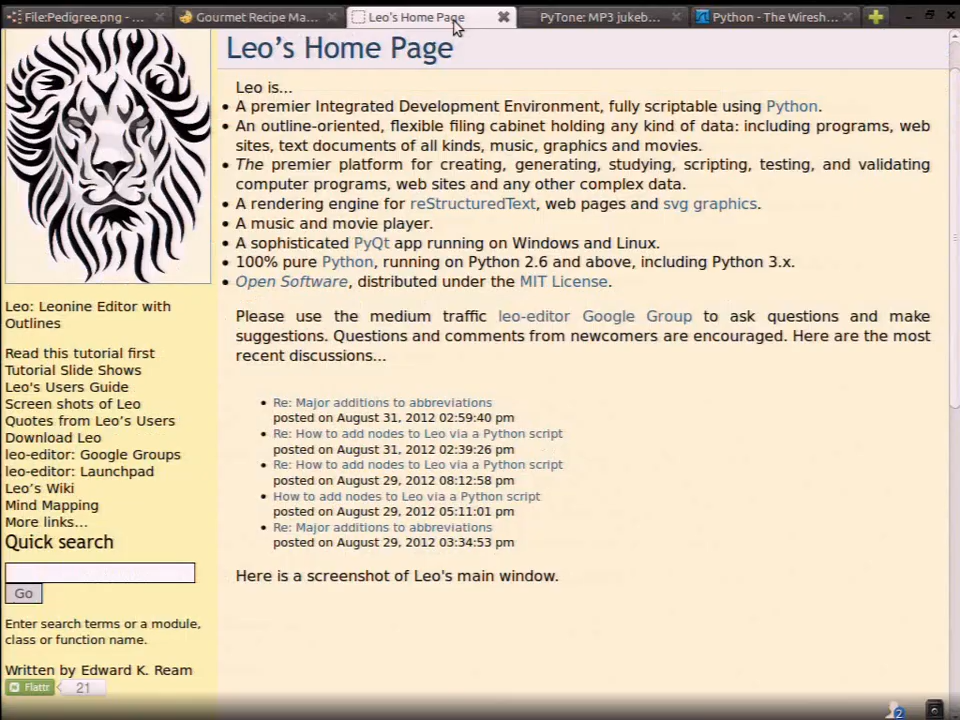 File:Pedigree.png - ...
Gourmet Recipe Ma...
Leo's Home Page
PyTone: MP3 jukeb...
Python - The Wiresh...
Leo's Home Page
Leo is...
• A premier Integrated Development Environment, fully scriptable using Python.
• An outline-oriented, flexible filing cabinet holding any kind of data: including programs, web
sites, text documents of all kinds, music, graphics and movies.
• The premier platform for creating, generating, studying, scripting, testing, and validating
computer programs, web sites and any other complex data.
• A rendering engine for reStructuredText, web pages and svg graphics.
• A music and movie player.
• A sophisticated PyQt app running on Windows and Linux.
• 100% pure Python, running on Python 2.6 and above, including Python 3.x.
• Open Software, distributed under the MIT License.
Please use the medium traffic leo-editor Google Group to ask questions and make
suggestions. Questions and comments from newcomers are encouraged. Here are the most
recent discussions...
• Re: Major additions to abbreviations
posted on August 31, 2012 02:59:40 pm
• Re: How to add nodes to Leo via a Python script
posted on August 31, 2012 02:39:26 pm
• Re: How to add nodes to Leo via a Python script
posted on August 29, 2012 08:12:58 pm
• How to add nodes to Leo via a Python script
posted on August 29, 2012 05:11:01 pm
• Re: Major additions to abbreviations
posted on August 29, 2012 03:34:53 pm
Here is a screenshot of Leo's main window.
Leo: Leonine Editor with
Outlines
Read this tutorial first
Tutorial Slide Shows
Leo's Users Guide
Screen shots of Leo
Quotes from Leo's Users
Download Leo
leo-editor: Google Groups
leo-editor: Launchpad
Leo's Wiki
Mind Mapping
More links...
Quick search
Go
Enter search terms or a module,
class or function name.
Written by Edward K. Ream
Flattr 21
2